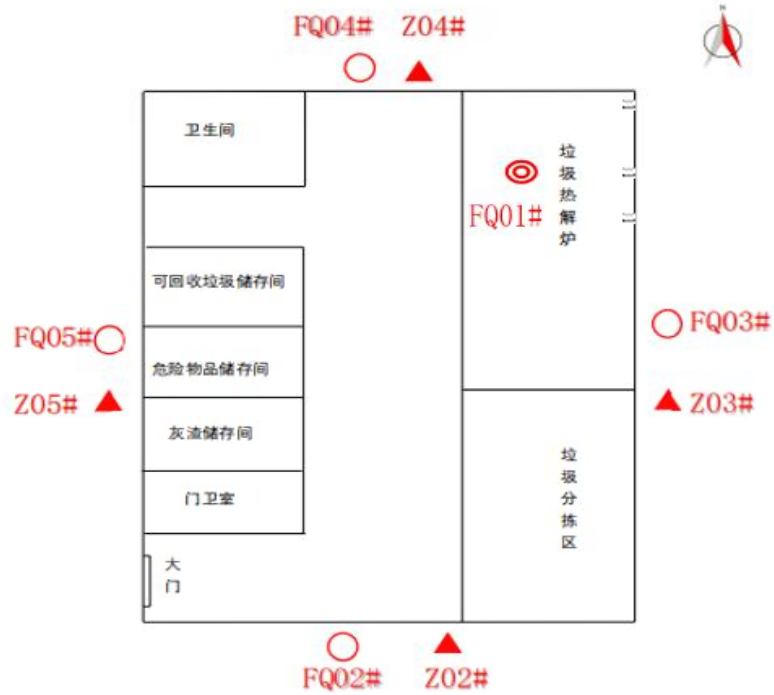 FQ04# Z04#
N
卫生间
垃圾热解炉
FQ01#
可回收垃圾储存间
FQ05#
FQ03#
危险物品储存间
Z05#
Z03#
灰渣储存间
垃圾分拣区
门卫室
大门
FQ02# Z02#